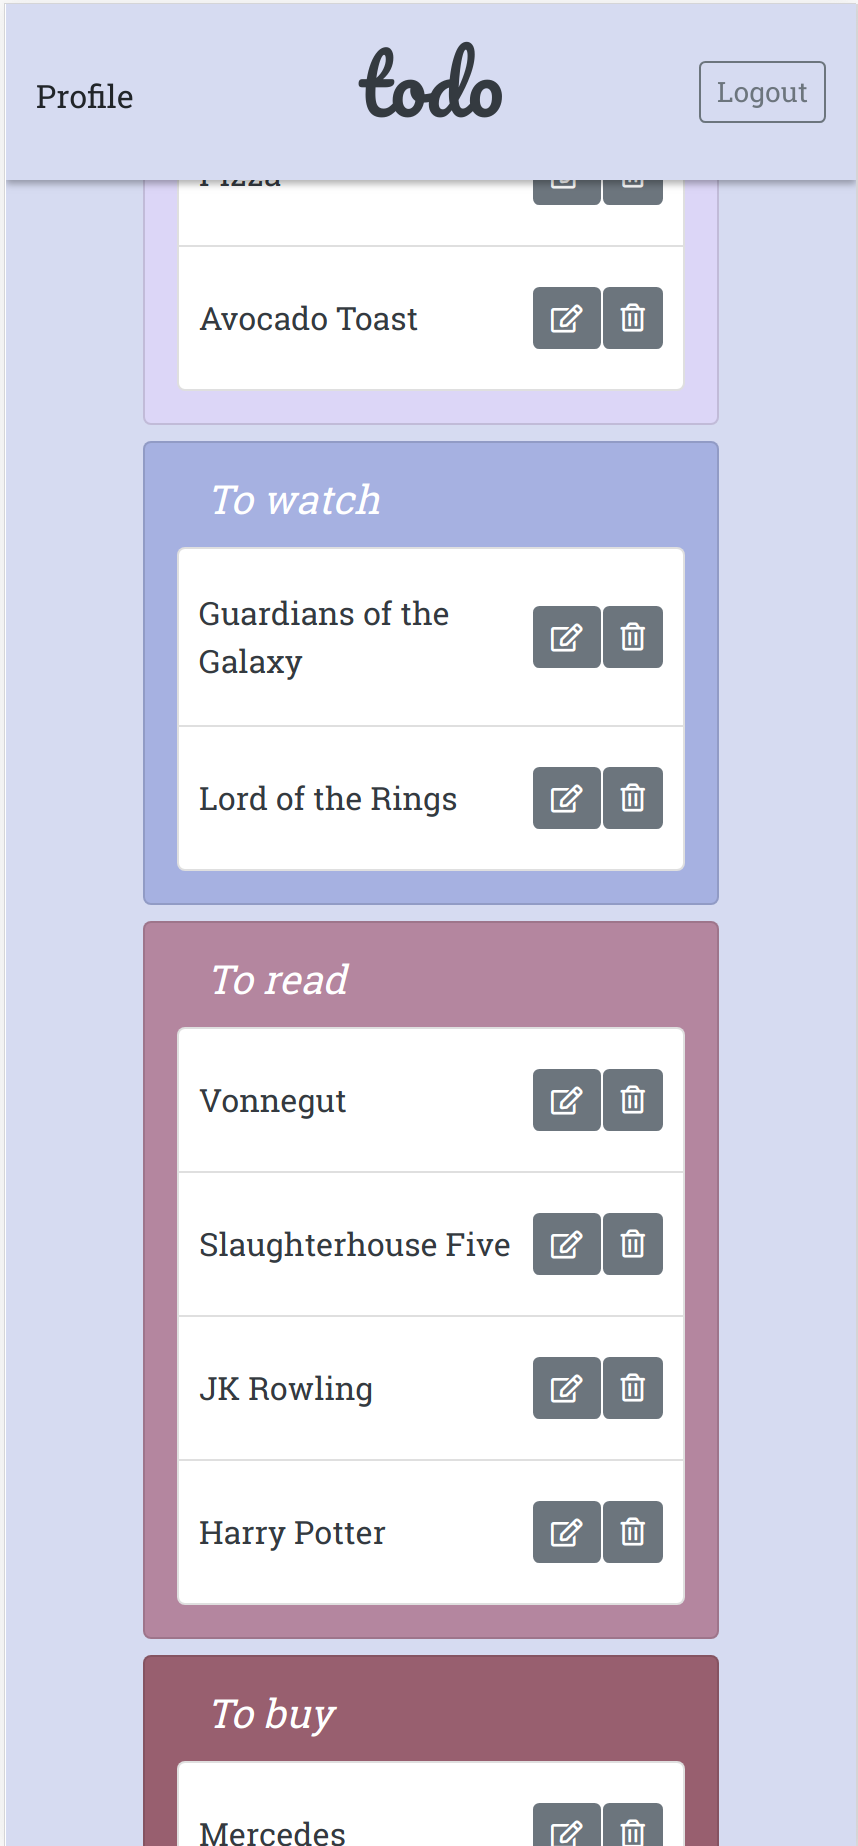 Profile
todo
Logout
Pizza
Avocado Toast
To watch
Guardians of the
Galaxy
Lord of the Rings
To read
Vonnegut
Slaughterhouse Five
JK Rowling
Harry Potter
To buy
Mercedes